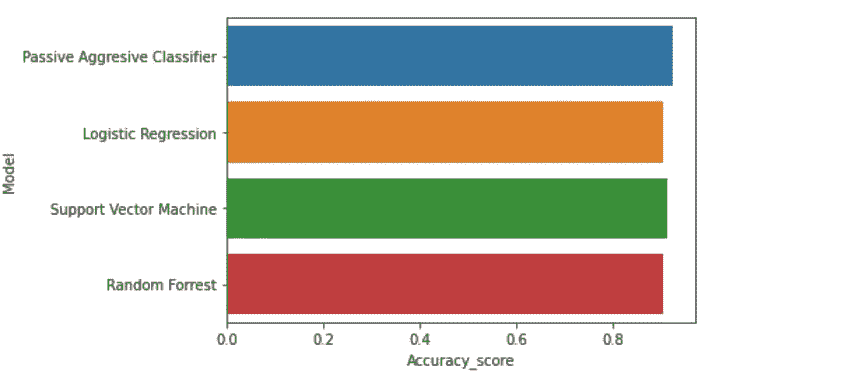 Passive Aggresive Classifier
Logistic Regression
Model
Support Vector Machine
Random Forrest
0.0 0.2 0.4 0.6 0.8
Accuracy_score